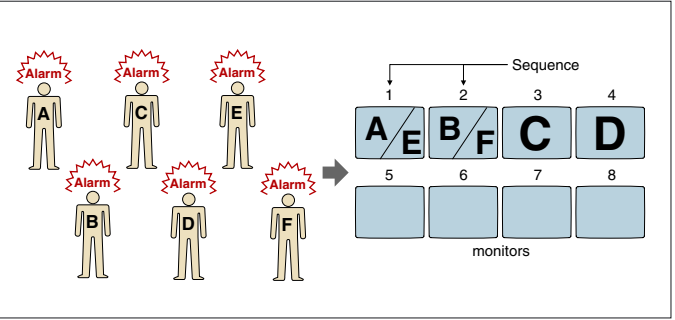 Alarm Alarm Alarm
A C E
Alarm Alarm Alarm
B D F
Sequence
1 2 3 4
A/E B/F C D
5 6 7 8
monitors